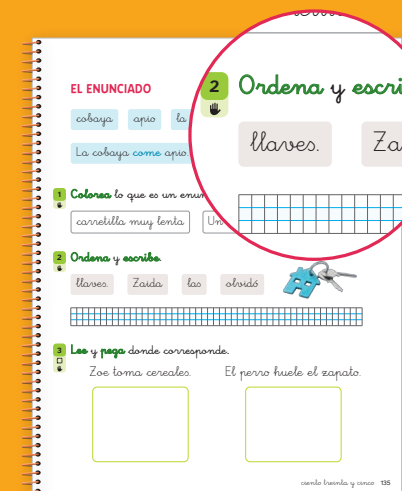 EL ENUNCIADO
cobaya apio la
La cobaya come apio.
1 Colorea lo que es un
carretilla muy lenta Un
2 Ordena y escribe.
llaves. Zaida las olvidó
3 Lee y pega donde corresponde.
Zoe toma cereales. El perro huele el zapato.
ciento treinta y cinco 135
2 Ordena y escri
llaves. Za